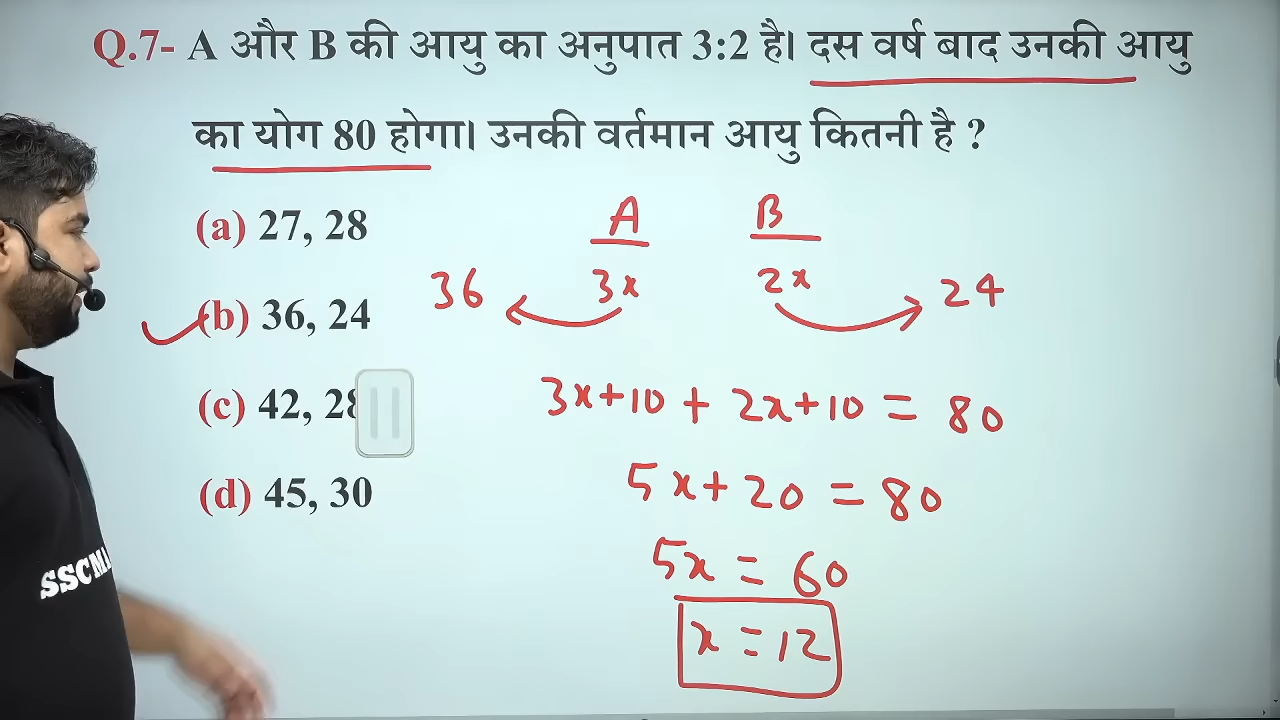 Q.7- A और B की आयु का अनुपात 3:2 है। दस वर्ष बाद उनकी आयु
का योग 80 होगा। उनकी वर्तमान आयु कितनी है ?
(a) 27, 28
(b) 36, 24
(c) 42, 28
(d) 45, 30
A B
36 3x 2x 24
3x+10 + 2x+10 = 80
5x+20 = 80
5x = 60
x = 12